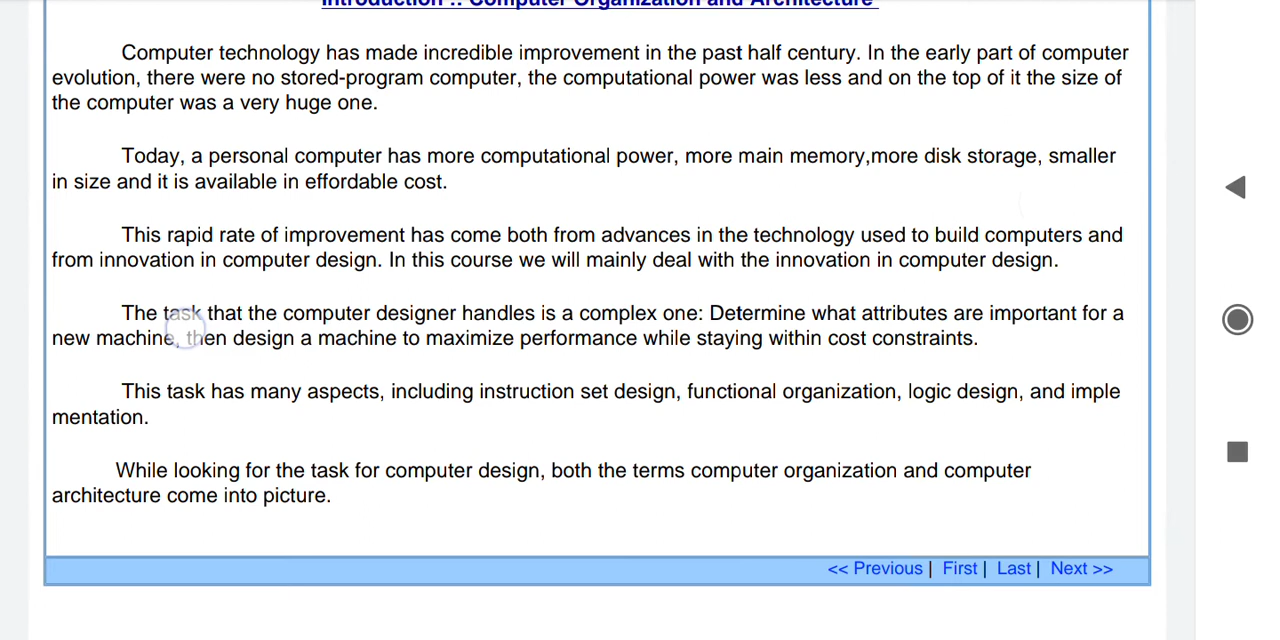 Introduction :: Computer Organization and Architecture
Computer technology has made incredible improvement in the past half century. In the early part of computer
evolution, there were no stored-program computer, the computational power was less and on the top of it the size of
the computer was a very huge one.
Today, a personal computer has more computational power, more main memory,more disk storage, smaller
in size and it is available in effordable cost.
This rapid rate of improvement has come both from advances in the technology used to build computers and
from innovation in computer design. In this course we will mainly deal with the innovation in computer design.
The task that the computer designer handles is a complex one: Determine what attributes are important for a
new machine, then design a machine to maximize performance while staying within cost constraints.
This task has many aspects, including instruction set design, functional organization, logic design, and imple
mentation.
While looking for the task for computer design, both the terms computer organization and computer
architecture come into picture.
<< Previous | First | Last | Next >>